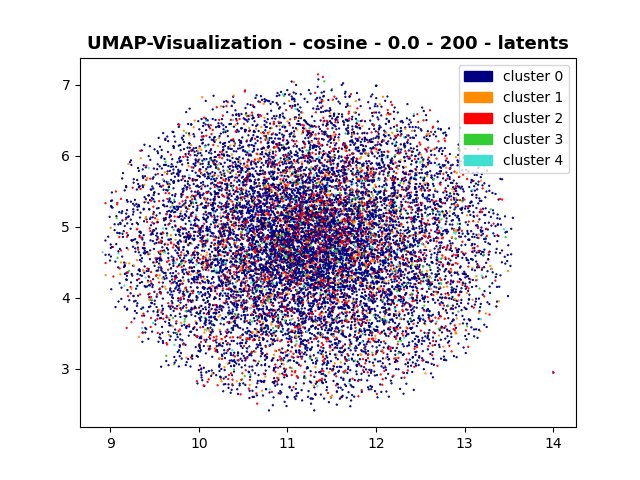 UMAP-Visualization - cosine - 0.0 - 200 - latents
cluster 0
cluster 1
cluster 2
cluster 3
cluster 4
7
6
5
4
3
9 10 11 12 13 14